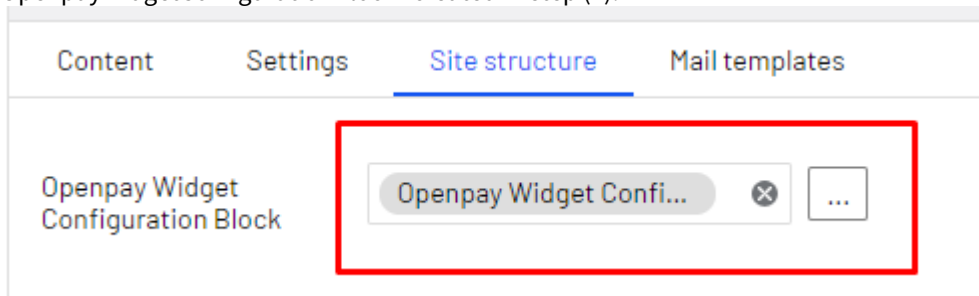 Content Settings Site structure Mail templates
Openpay Widget
Configuration Block
Openpay Widget Confi...
...